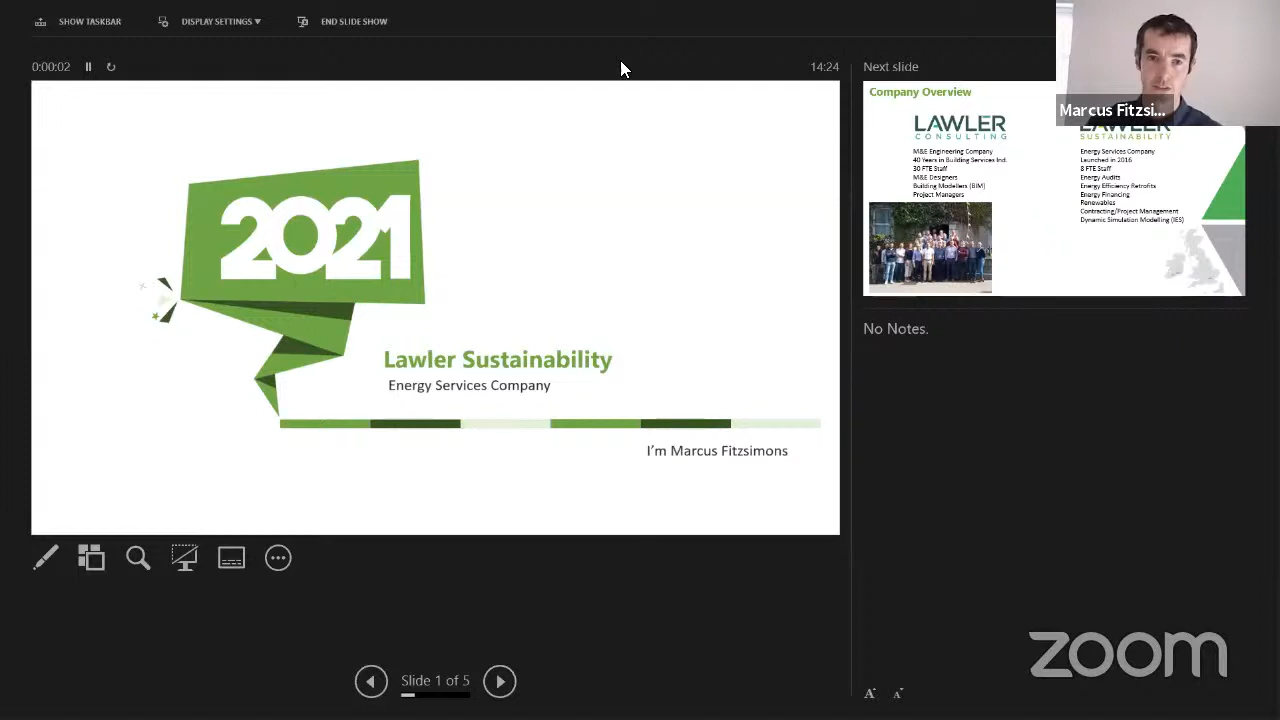 SHOW TASKBAR
DISPLAY SETTINGS ▼
END SLIDE SHOW
0:00:02
14:24
2021
Lawler Sustainability
Energy Services Company
I'm Marcus Fitzsimons
Slide 1 of 5
Next slide
Marcus Fitzsi...
Company Overview
LAWLER
CONSULTING
M&E Engineering Company
40 Years in Building Services Ind.
30 FTE Staff
M&E Designers
Building Modellers (BIM)
Project Managers
LAWLER
SUSTAINABILITY
Energy Services Company
Launched in 2016
8 FTE Staff
Energy Audits
Energy Efficiency Retrofits
Energy Financing
Renewables
Contracting/Project Management
Dynamic Simulation Modelling (IES)
No Notes.
A A
zoom